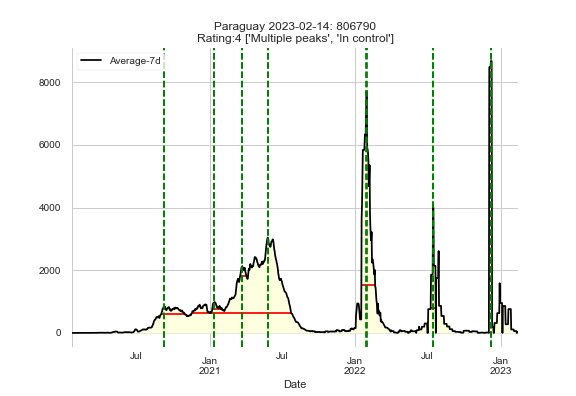 Paraguay 2023-02-14: 806790
Rating:4 ['Multiple peaks', 'In control']
Average-7d
8000
6000
4000
2000
0
Jul
Jan
2021
Jul
Jan
2022
Jul
Jan
2023
Date